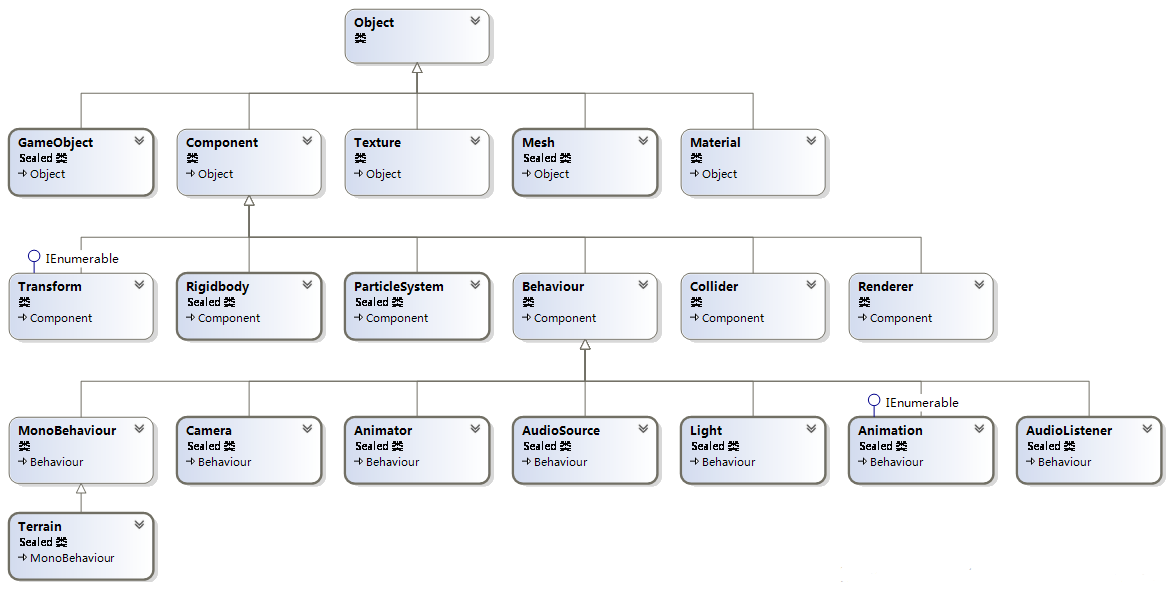 Object
GameObject
Sealed
Object
Component
Object
Texture
Object
Mesh
Sealed
Object
Material
Object
IEnumerable
Transform
Component
Rigidbody
Sealed
Component
ParticleSystem
Sealed
Component
Behaviour
Component
Collider
Component
Renderer
Component
MonoBehaviour
Behaviour
Camera
Sealed
Behaviour
Animator
Sealed
Behaviour
AudioSource
Sealed
Behaviour
Light
Sealed
Behaviour
IEnumerable
Animation
Sealed
Behaviour
AudioListener
Sealed
Behaviour
Terrain
Sealed
MonoBehaviour